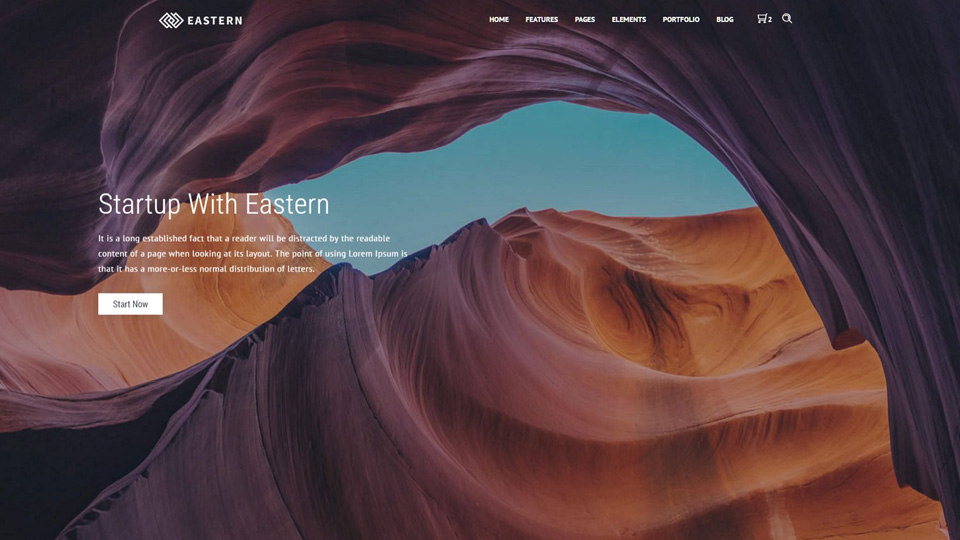 EASTERN
HOME FEATURES PAGES ELEMENTS PORTFOLIO BLOG 2
Startup With Eastern
It is a long established fact that a reader will be distracted by the readable
content of a page when looking at its layout. The point of using Lorem Ipsum is
that it has a more-or-less normal distribution of letters.
Start Now